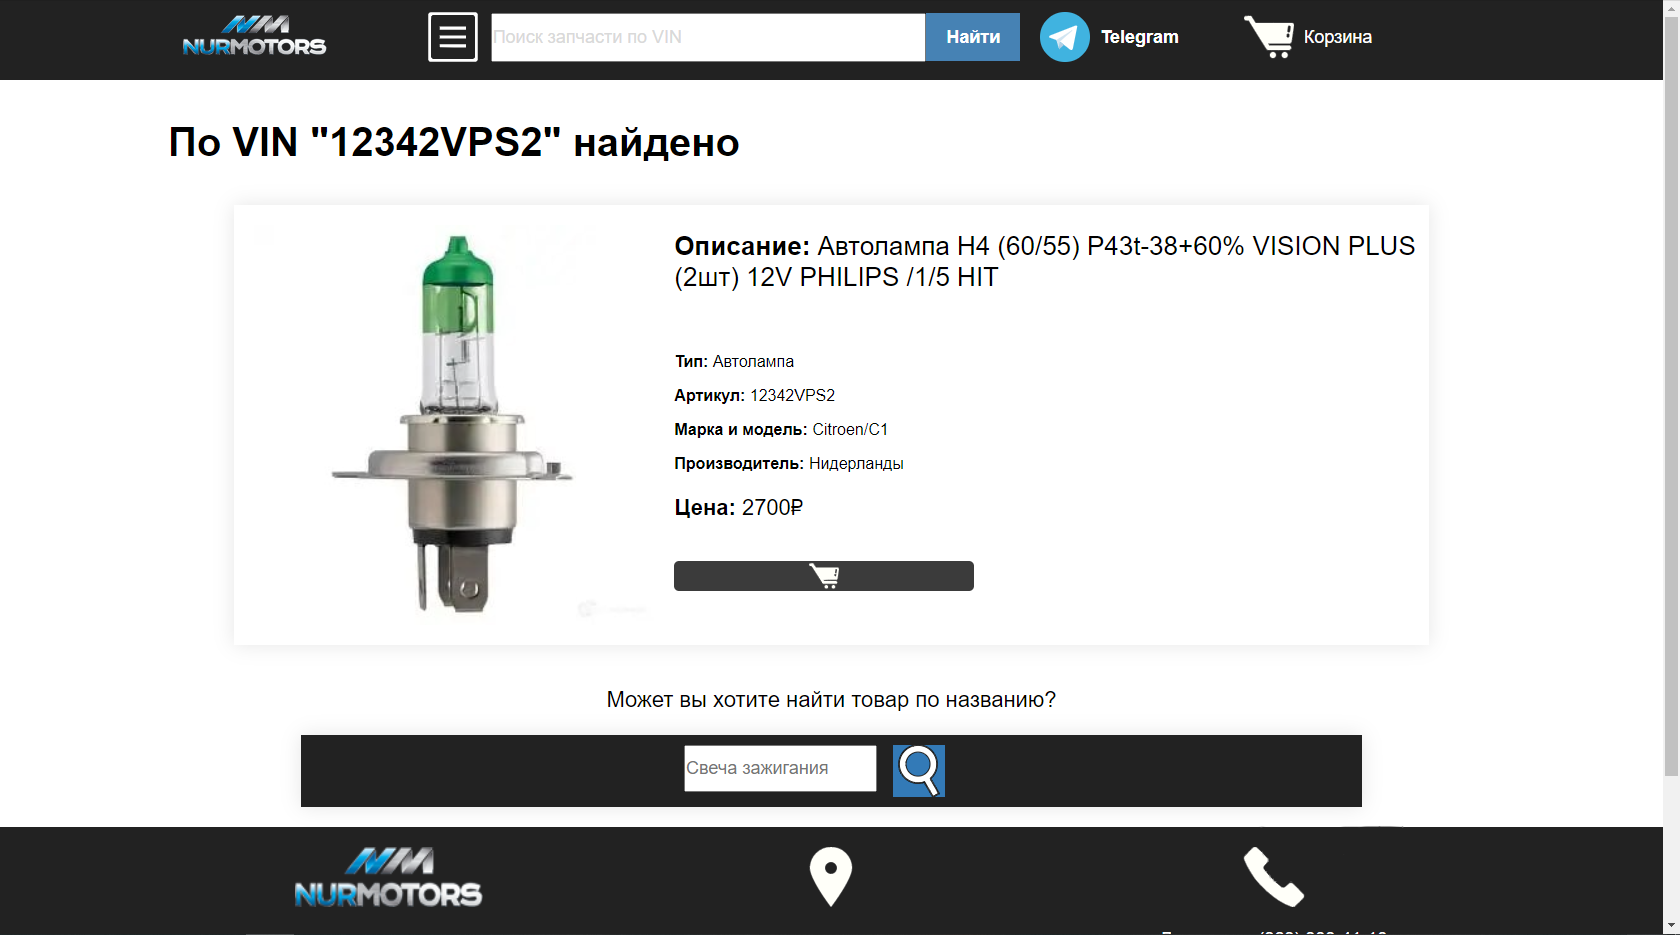 NURMOTORS
Поиск запчасти по VIN
Найти
Telegram
Корзина
По VIN "12342VPS2" найдено
Описание: Автолампа H4 (60/55) P43t-38+60% VISION PLUS
(2шт) 12V PHILIPS /1/5 HIT
Тип: Автолампа
Артикул: 12342VPS2
Марка и модель: Citroen/C1
Производитель: Нидерланды
Цена: 2700₽
Может вы хотите найти товар по названию?
Свеча зажигания
NURMOTORS